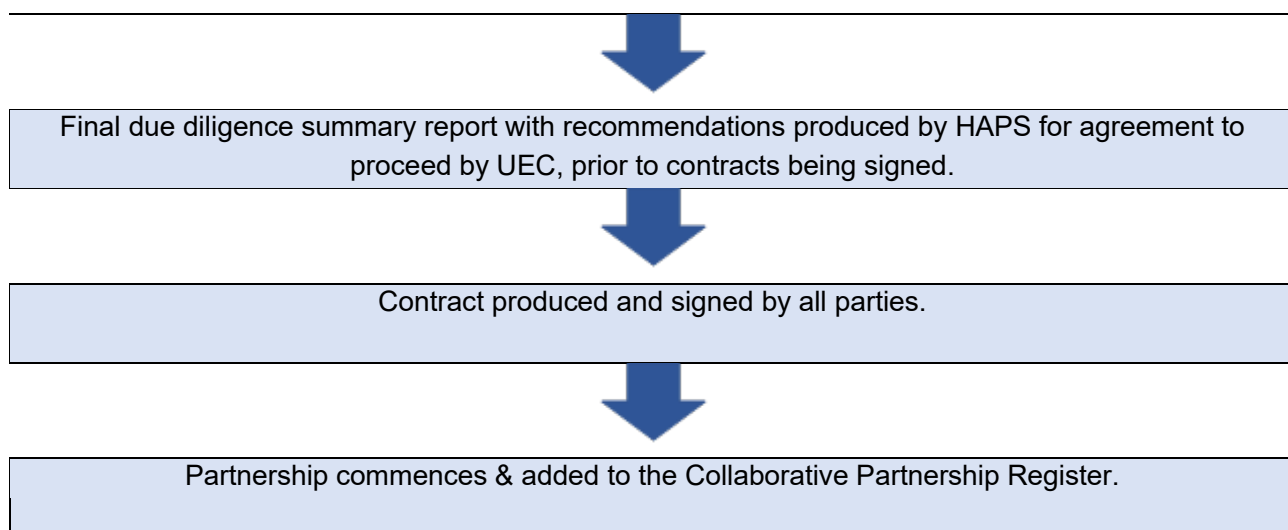 Final due diligence summary report with recommendations produced by HAPS for agreement to
proceed by UEC, prior to contracts being signed.
Contract produced and signed by all parties.
Partnership commences & added to the Collaborative Partnership Register.